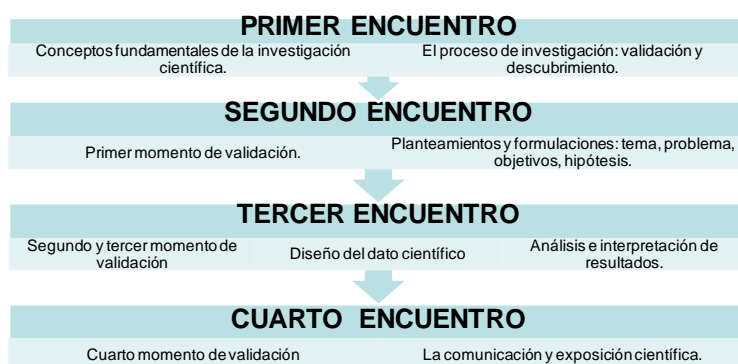 PRIMER ENCUENTRO
Conceptos fundamentales de la investigación
científica.
El proceso de investigación: validación y
descubrimiento.
SEGUNDO ENCUENTRO
Primer momento de validación.
Planteamientos y formulaciones: tema, problema,
objetivos, hipótesis.
TERCER ENCUENTRO
Segundo y tercer momento de
validación
Diseño del dato científico
Análisis e interpretación de
resultados.
CUARTO ENCUENTRO
Cuarto momento de validación
La comunicación y exposición científica.